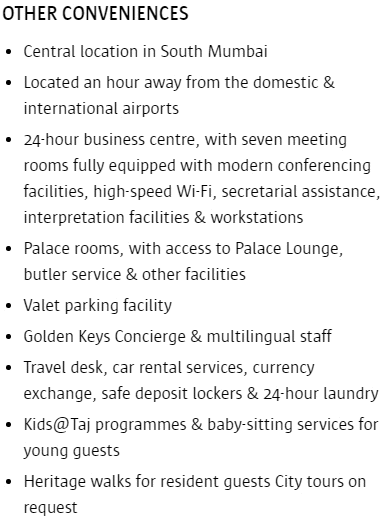 OTHER CONVENIENCES
• Central location in South Mumbai
• Located an hour away from the domestic &
international airports
• 24-hour business centre, with seven meeting
rooms fully equipped with modern conferencing
facilities, high-speed Wi-Fi, secretarial assistance,
interpretation facilities & workstations
• Palace rooms, with access to Palace Lounge,
butler service & other facilities
• Valet parking facility
• Golden Keys Concierge & multilingual staff
• Travel desk, car rental services, currency
exchange, safe deposit lockers & 24-hour laundry
• Kids@Taj programmes & baby-sitting services for
young guests
• Heritage walks for resident guests City tours on
request